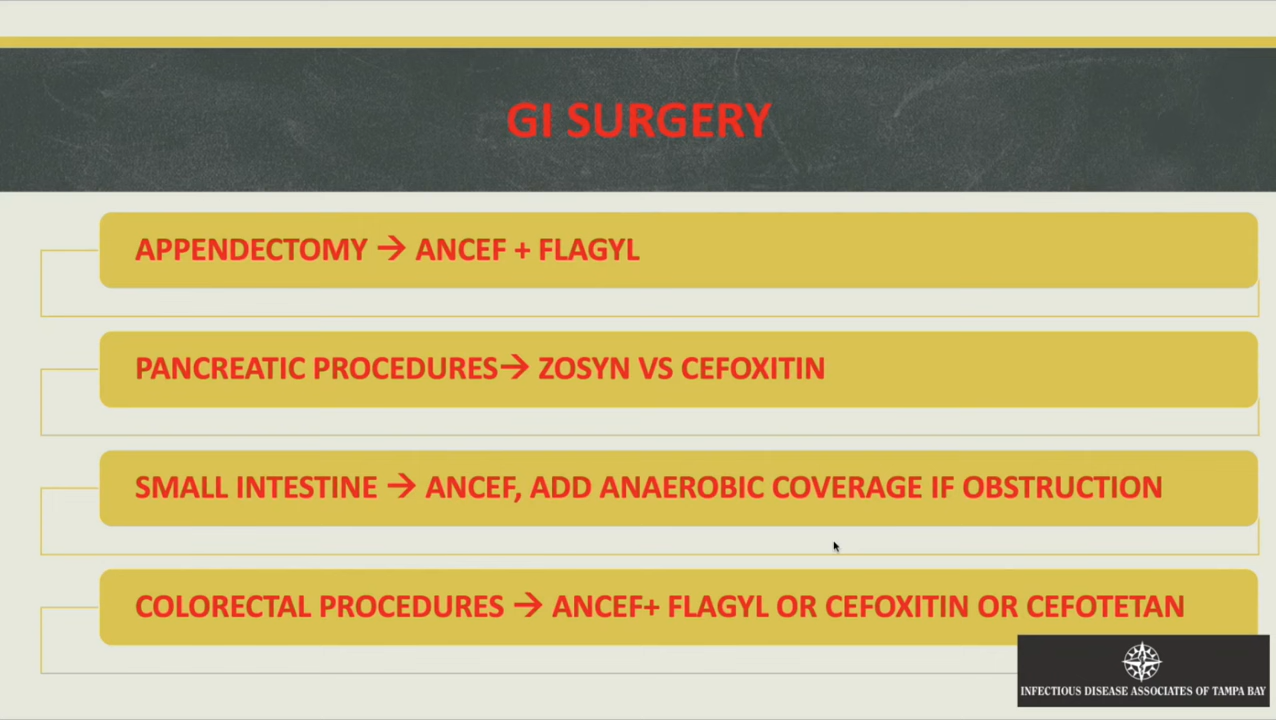 GI SURGERY
APPENDECTOMY → ANCEF + FLAGYL
PANCREATIC PROCEDURES→ ZOSYN VS CEFOXITIN
SMALL INTESTINE → ANCEF, ADD ANAEROBIC COVERAGE IF OBSTRUCTION
COLORECTAL PROCEDURES → ANCEF+ FLAGYL OR CEFOXITIN OR CEFOTETAN
INFECTIOUS DISEASE ASSOCIATES OF TAMPA BAY